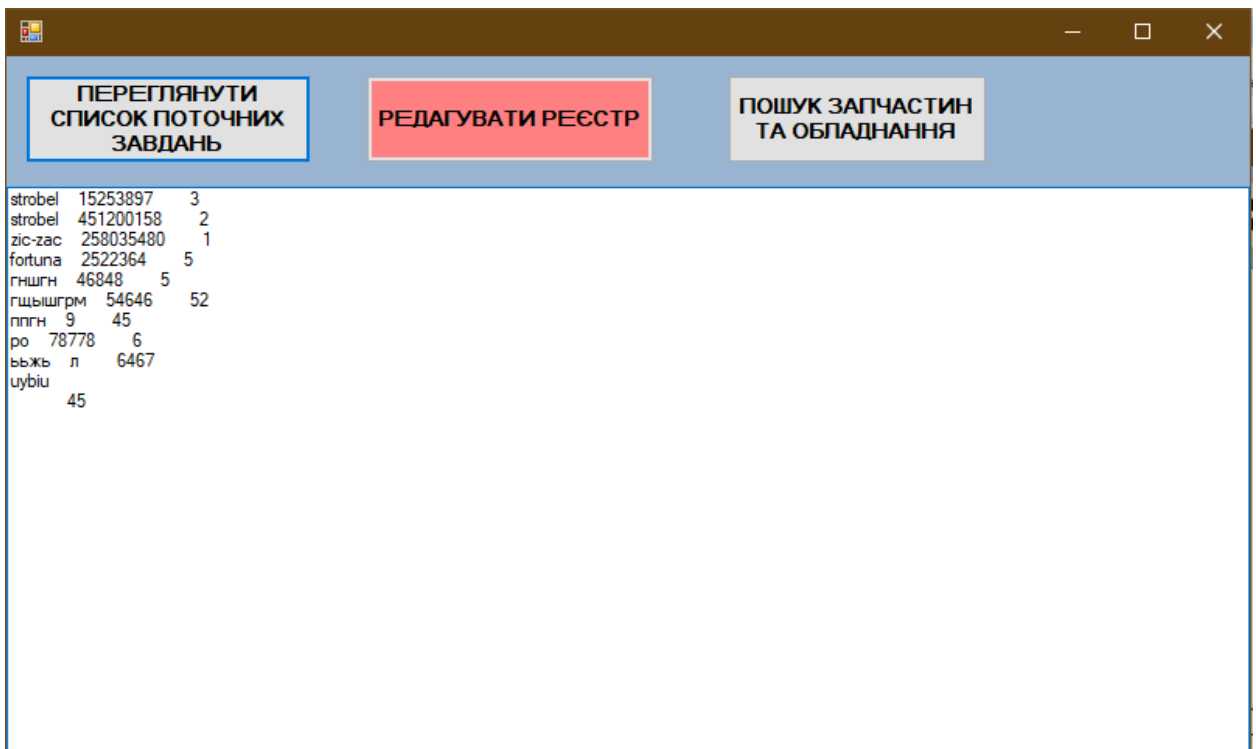 ПЕРЕГЛЯНУТИ
СПИСОК ПОТОЧНИХ
ЗАВДАНЬ
РЕДАГУВАТИ РЕЄСТР
ПОШУК ЗАПЧАСТИН
ТА ОБЛАДНАННЯ
strobel 15253897 3
strobel 451200158 2
zic-zac 258035480 1
fortuna 2522364 5
гншгн 46848 5
гщышгрм 54646 52
ппгн 9 45
ро 78778 6
ььжь л 6467
uybiu
45